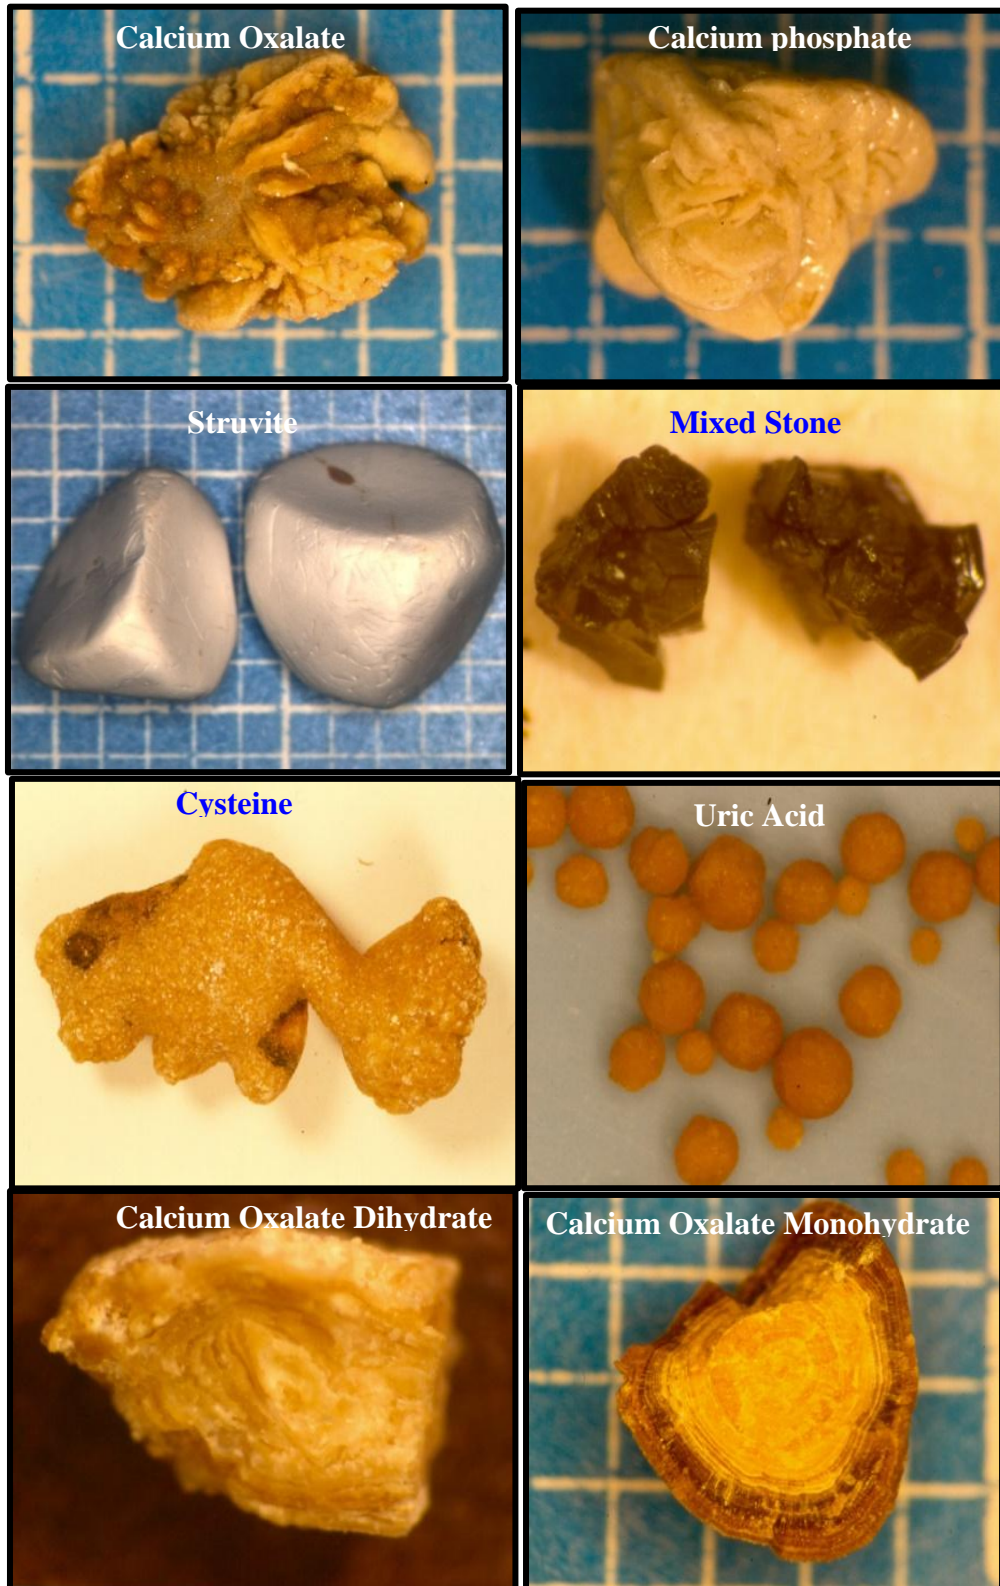 Calcium Oxalate
Calcium phosphate
Struvite
Mixed Stone
Cysteine
Uric Acid
Calcium Oxalate Dihydrate
Calcium Oxalate Monohydrate